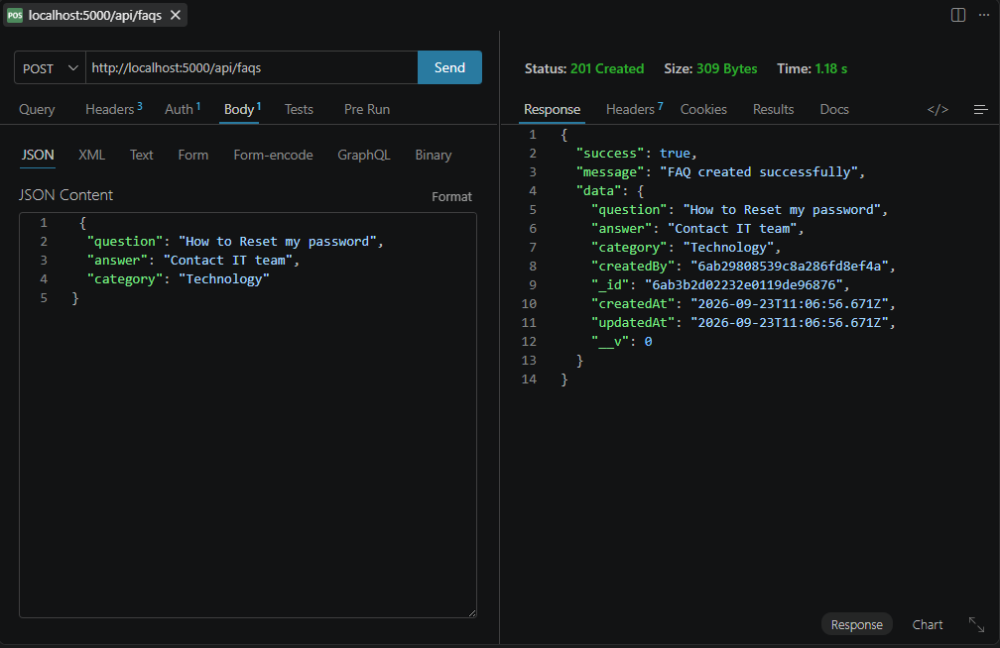 POS localhost:5000/api/faqs
POST http://localhost:5000/api/faqs Send
Query Headers 3 Auth 1 Body 1 Tests Pre Run
JSON XML Text Form Form-encode GraphQL Binary
JSON Content Format
1 {
2 "question": "How to Reset my password",
3 "answer": "Contact IT team",
4 "category": "Technology"
5 }
Status: 201 Created Size: 309 Bytes Time: 1.18 s
Response Headers 7 Cookies Results Docs </>
1 {
2 "success": true,
3 "message": "FAQ created successfully",
4 "data": {
5 "question": "How to Reset my password",
6 "answer": "Contact IT team",
7 "category": "Technology",
8 "createdBy": "6ab29808539c8a286fd8ef4a",
9 "_id": "6ab3b2d02232e0119de96876",
10 "createdAt": "2026-09-23T11:06:56.671Z",
11 "updatedAt": "2026-09-23T11:06:56.671Z",
12 "__v": 0
13 }
14 }
Response Chart